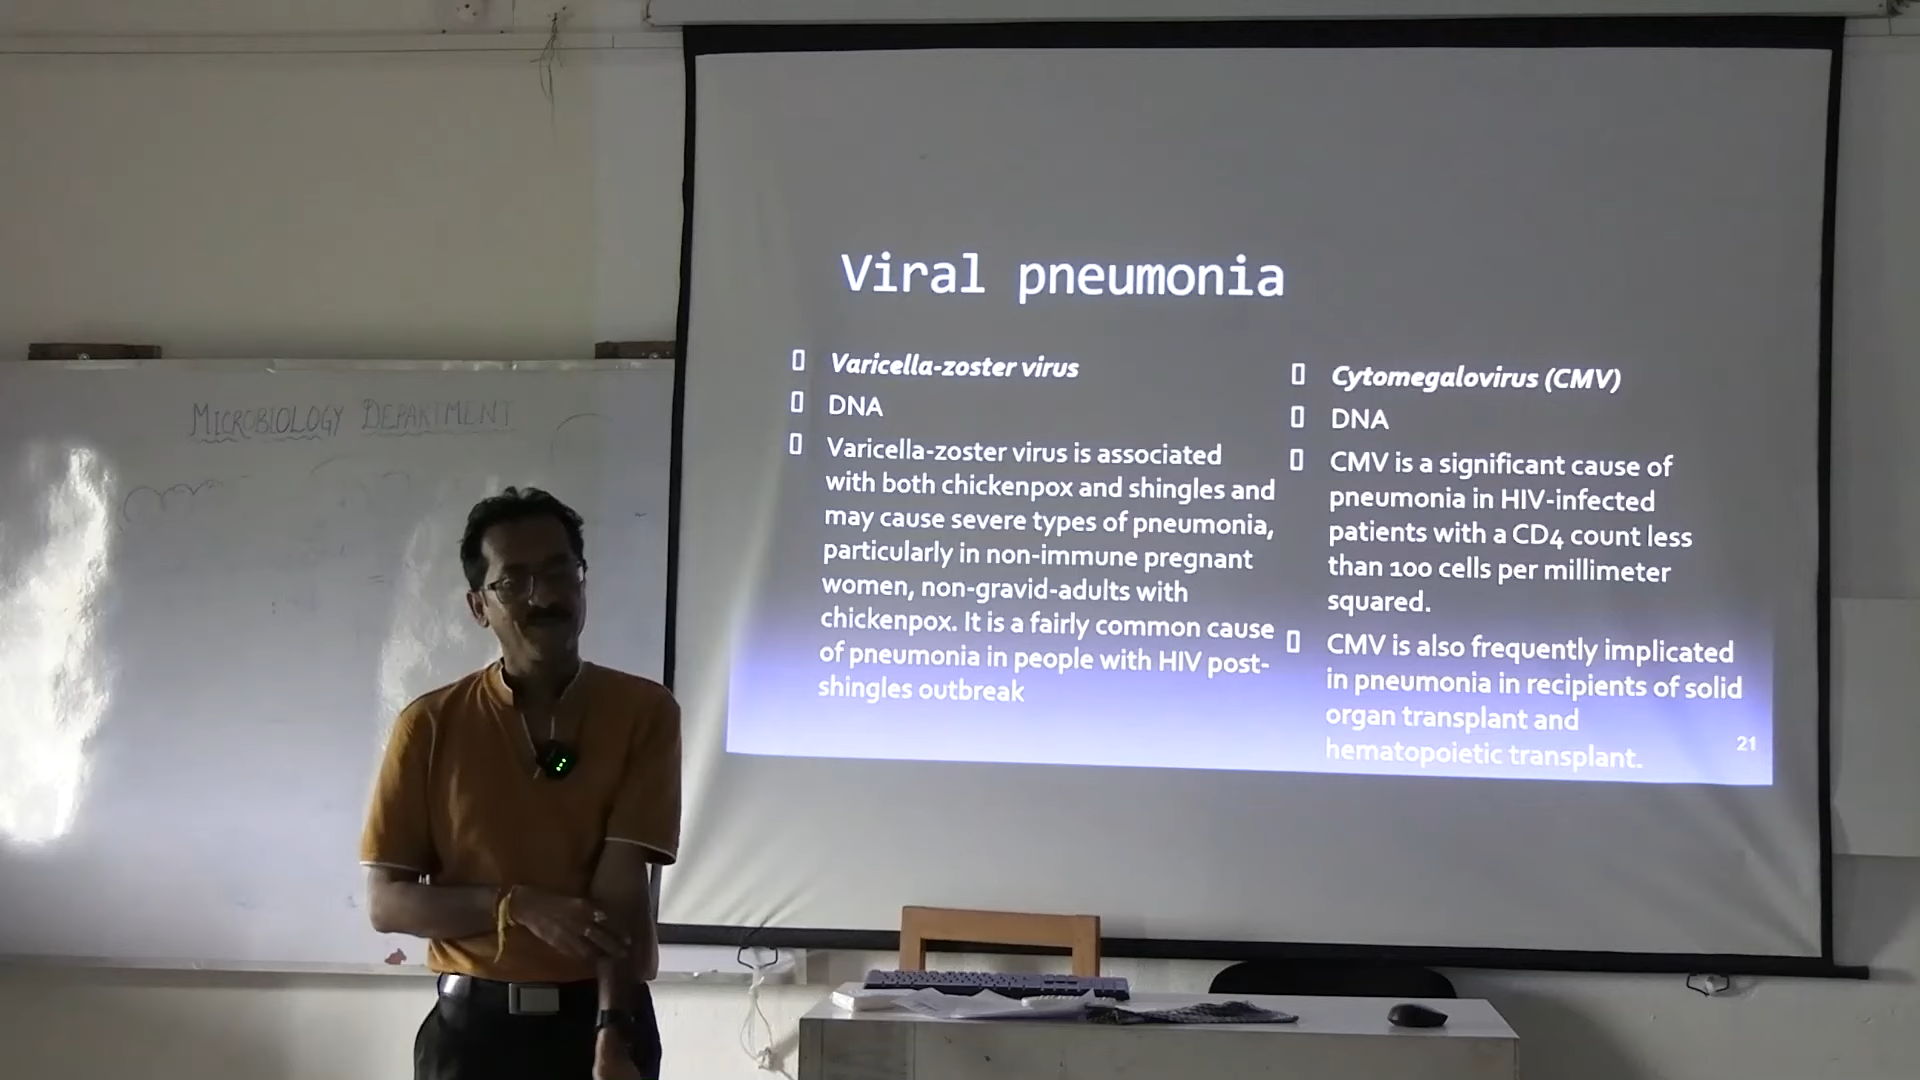 MICROBIOLOGY DEPARTMENT
Viral pneumonia
Varicella-zoster virus
DNA
Varicella-zoster virus is associated
with both chickenpox and shingles and
may cause severe types of pneumonia,
particularly in non-immune pregnant
women, non-gravid-adults with
chickenpox. It is a fairly common cause
of pneumonia in people with HIV post-
shingles outbreak
Cytomegalovirus (CMV)
DNA
CMV is a significant cause of
pneumonia in HIV-infected
patients with a CD4 count less
than 100 cells per millimeter
squared.
CMV is also frequently implicated
in pneumonia in recipients of solid
organ transplant and
hematopoietic transplant.
21